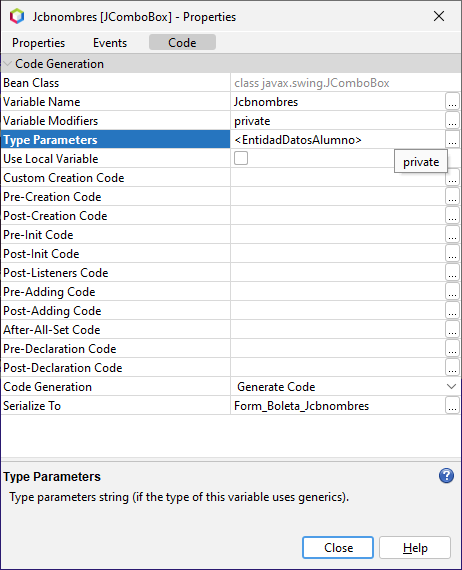 Jcbnombres [JComboBox] - Properties
Properties Events Code
Code Generation
Bean Class class javax.swing.JComboBox
Variable Name Jcbnombres ...
Variable Modifiers private ...
Type Parameters <EntidadDatosAlumno> ...
Use Local Variable
private
Custom Creation Code ...
Pre-Creation Code ...
Post-Creation Code ...
Pre-Init Code ...
Post-Init Code ...
Post-Listeners Code ...
Pre-Adding Code ...
Post-Adding Code ...
After-All-Set Code ...
Pre-Declaration Code ...
Post-Declaration Code ...
Code Generation Generate Code
Serialize To Form_Boleta_Jcbnombres ...
Type Parameters ?
Type parameters string (if the type of this variable uses generics).
Close Help